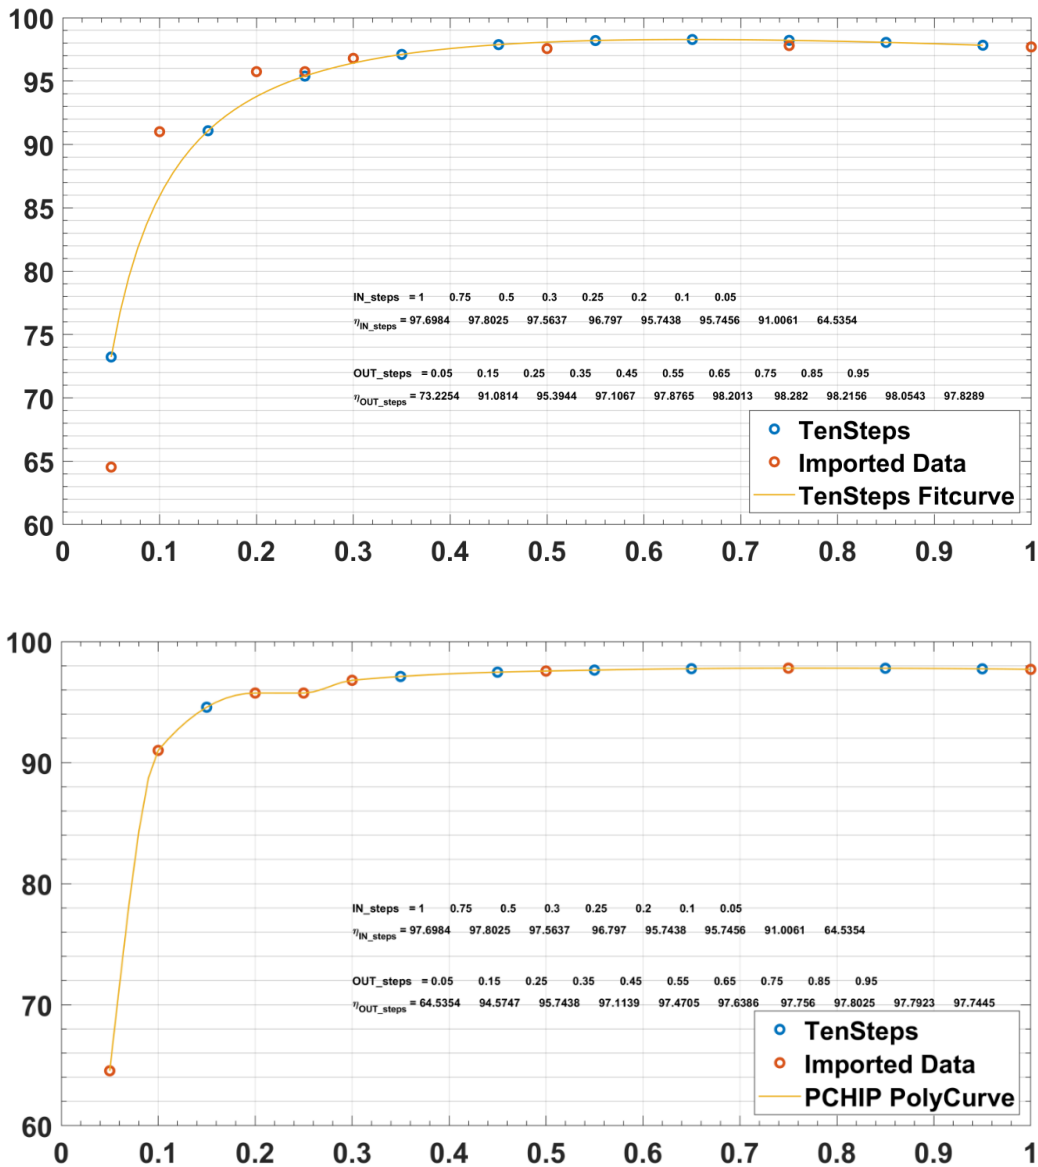 100
95
90
85
80
75
70
65
60
IN_steps = 1 0.75 0.5 0.3 0.25 0.2 0.1 0.05
ηIN_steps = 97.6984 97.8025 97.5637 96.797 95.7438 95.7456 91.0061 64.5354
OUT_steps = 0.05 0.15 0.25 0.35 0.45 0.55 0.65 0.75 0.85 0.95
ηOUT_steps = 73.2254 91.0814 95.3944 97.1067 97.8765 98.2013 98.282 98.2156 98.0543 97.8289
TenSteps
Imported Data
TenSteps Fitcurve
0 0.1 0.2 0.3 0.4 0.5 0.6 0.7 0.8 0.9 1
100
90
80
70
60
IN_steps = 1 0.75 0.5 0.3 0.25 0.2 0.1 0.05
ηIN_steps = 97.6984 97.8025 97.5637 96.797 95.7438 95.7456 91.0061 64.5354
OUT_steps = 0.05 0.15 0.25 0.35 0.45 0.55 0.65 0.75 0.85 0.95
ηOUT_steps = 64.5354 94.5747 95.7438 97.1139 97.4705 97.6386 97.756 97.8025 97.7923 97.7445
TenSteps
Imported Data
PCHIP PolyCurve
0 0.1 0.2 0.3 0.4 0.5 0.6 0.7 0.8 0.9 1